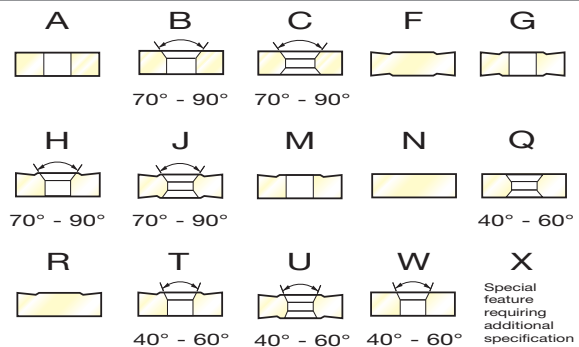 A B C F G
70° - 90° 70° - 90°
H J M N Q
70° - 90° 70° - 90° 40° - 60°
R T U W X
Special
feature
requiring
additional
specification
40° - 60° 40° - 60° 40° - 60°